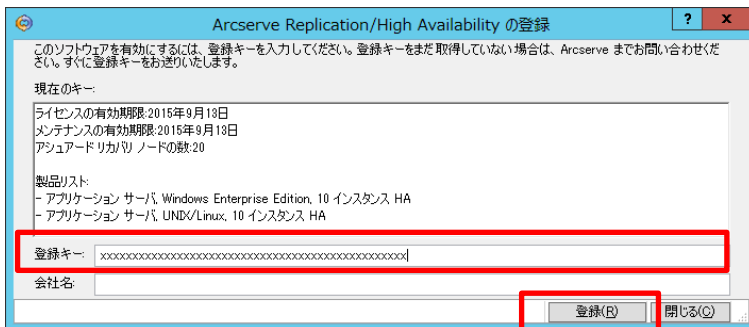 Arcserve Replication/High Availability の登録
? x
このソフトウェアを有効にするには、登録キーを入力してください。登録キーをまだ取得していない場合は、Arcserve までお問い合わせくだ
さい。すぐに登録キーをお送りいたします。
現在のキー:
ライセンスの有効期限:2015年9月13日
メンテナンスの有効期限:2015年9月13日
アシュアード リカバリ ノードの数:20
製品リスト:
- アプリケーション サーバ, Windows Enterprise Edition, 10 インスタンス HA
- アプリケーション サーバ, UNIX/Linux, 10 インスタンス HA
登録キー: xxxxxxxxxxxxxxxxxxxxxxxxxxxxxxxxxxxxxxxxxxxxxxxx
会社名:
登録(R) 閉じる(C)